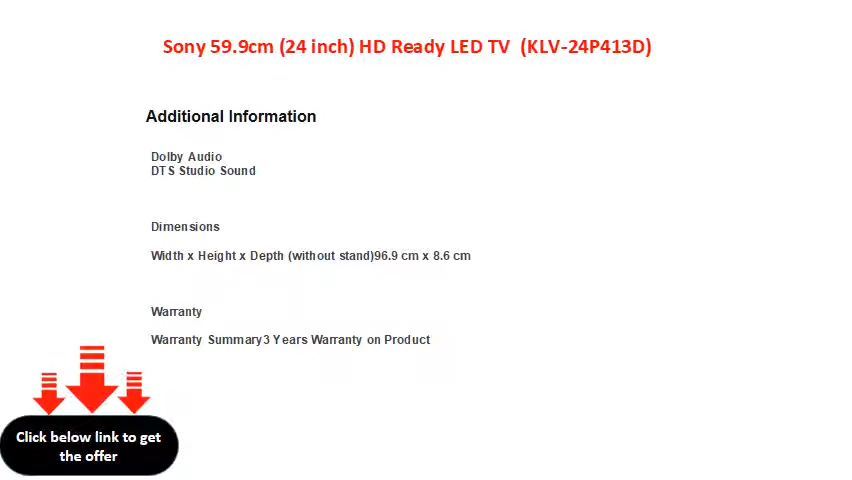 Sony 59.9cm (24 inch) HD Ready LED TV (KLV-24P413D)
Additional Information
Dolby Audio
DTS Studio Sound
Dimensions
Width x Height x Depth (without stand)96.9 cm x 8.6 cm
Warranty
Warranty Summary3 Years Warranty on Product
Click below link to get
the offer